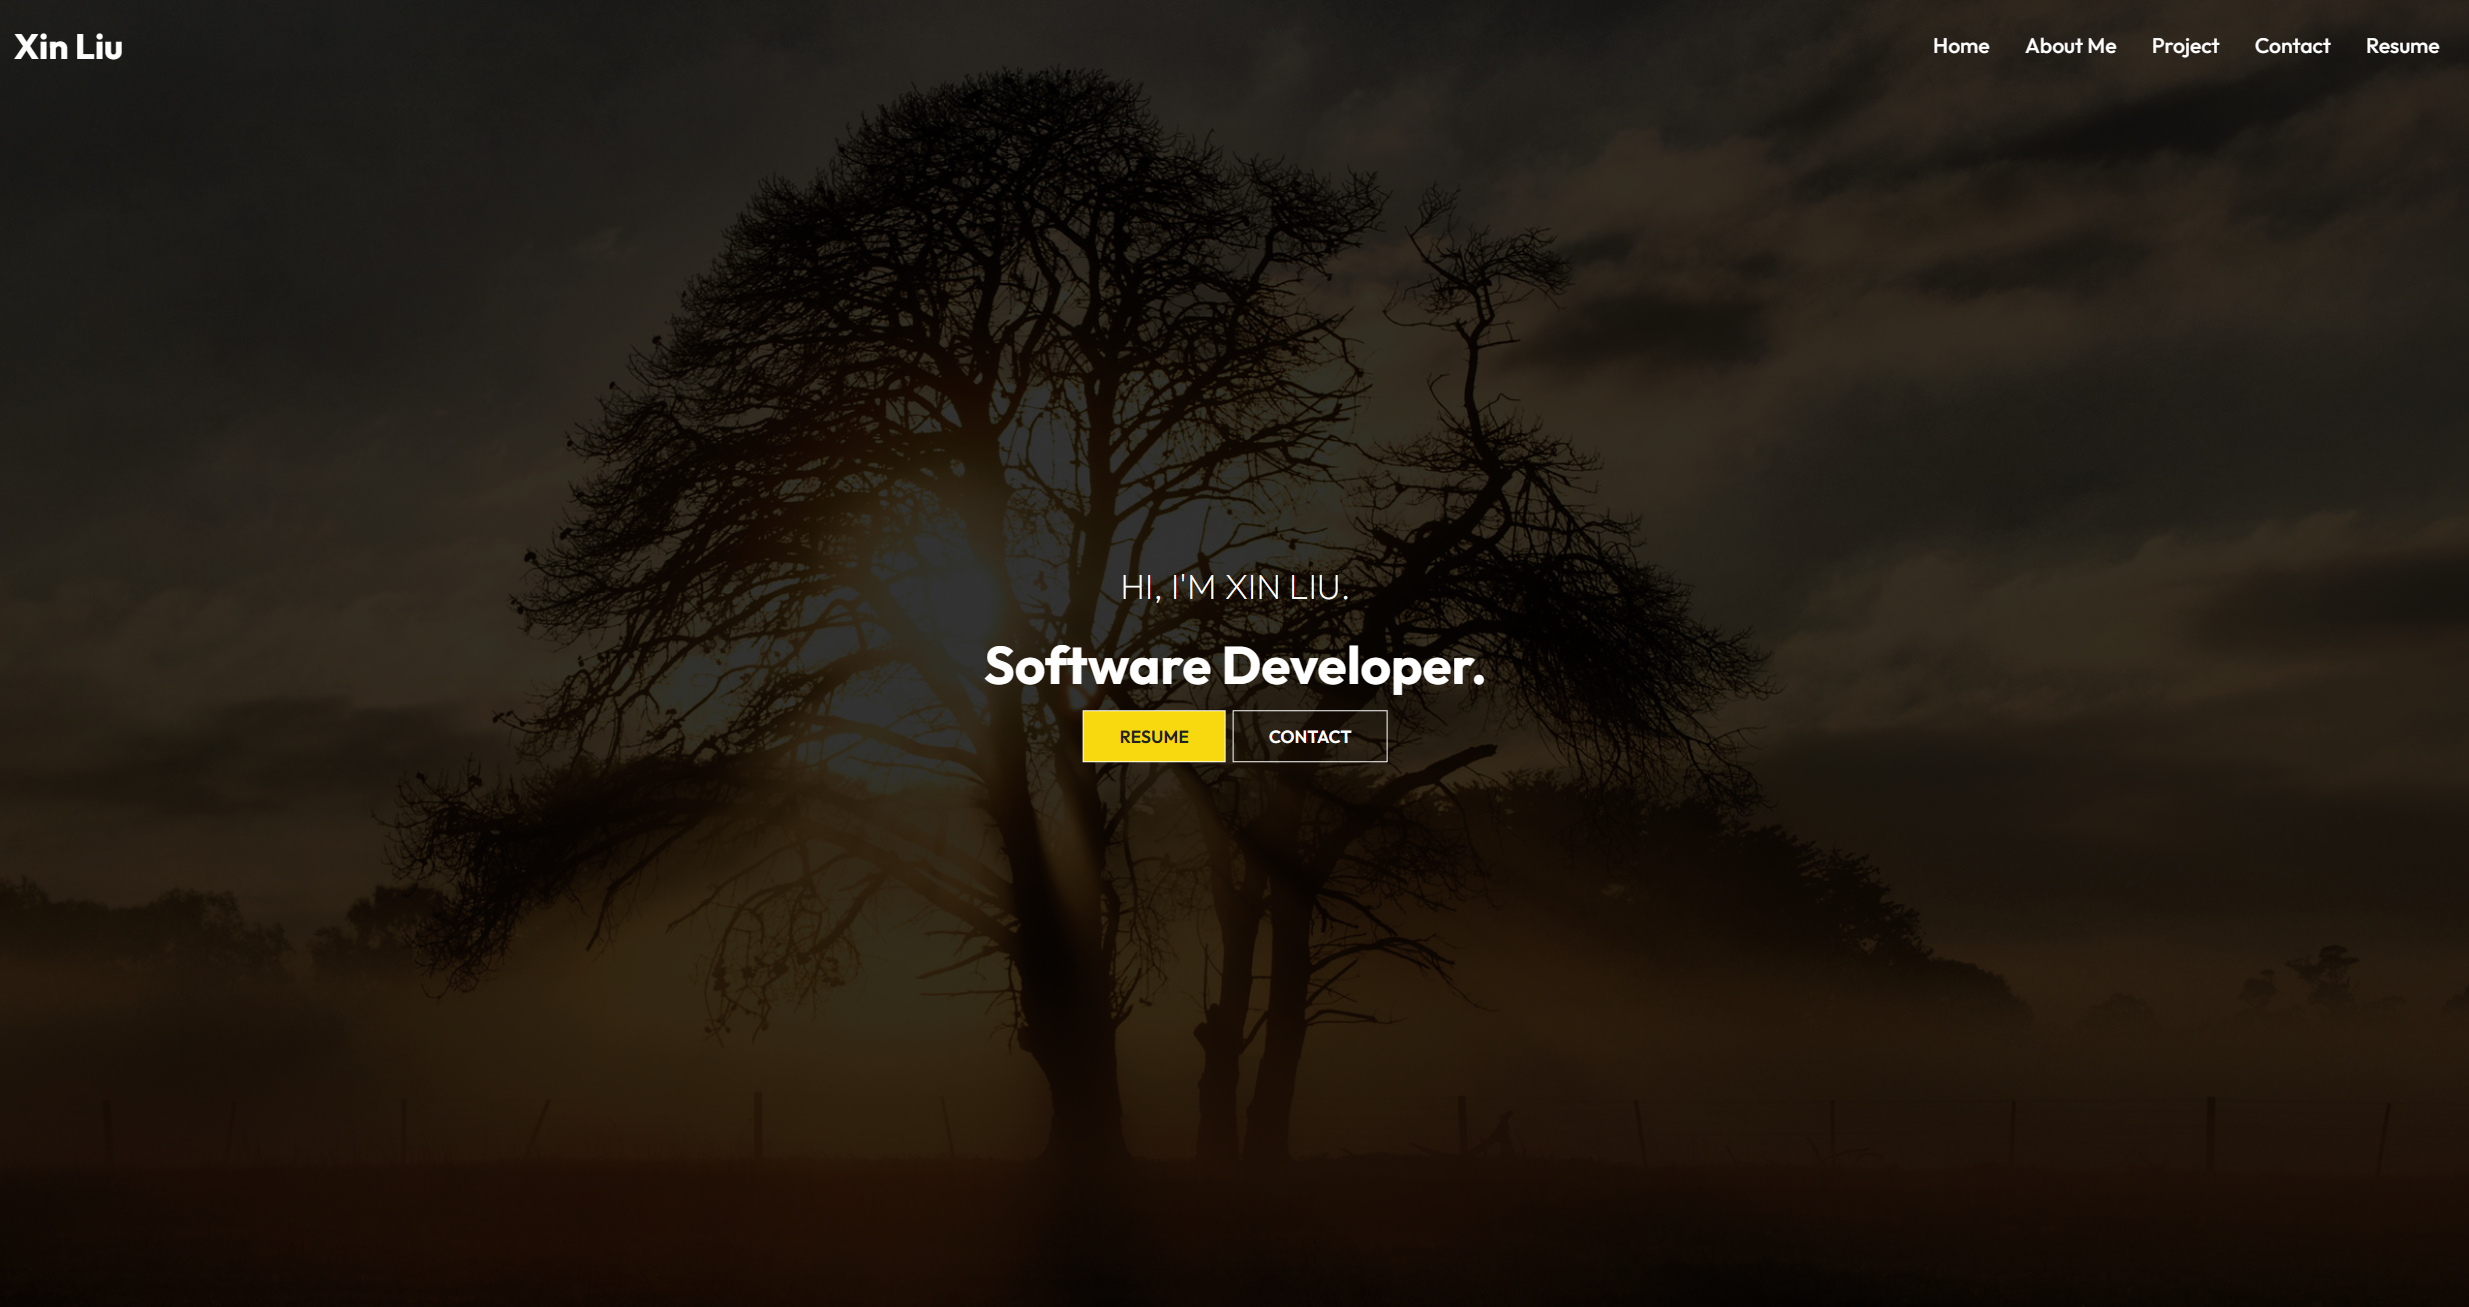 Xin Liu
Home About Me Project Contact Resume
HI, I'M XIN LIU.
Software Developer.
RESUME CONTACT